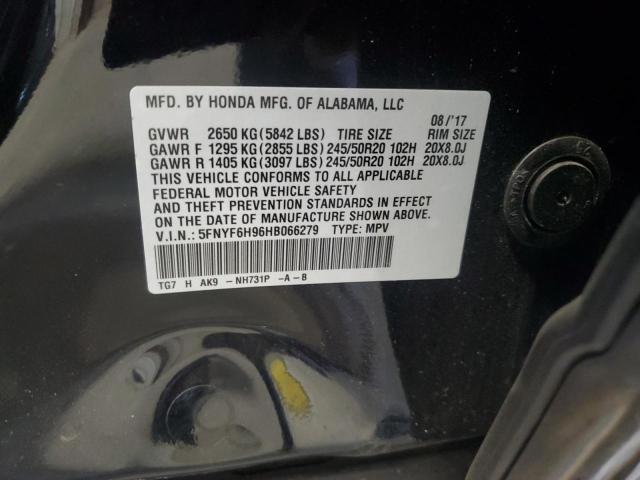 MFD. BY HONDA MFG. OF ALABAMA, LLC 08/'17
GVWR 2650 KG (5842 LBS) TIRE SIZE RIM SIZE
GAWR F 1295 KG (2855 LBS) 245/50R20 102H 20X8.0J
GAWR R 1405 KG (3097 LBS) 245/50R20 102H 20X8.0J
THIS VEHICLE CONFORMS TO ALL APPLICABLE
FEDERAL MOTOR VEHICLE SAFETY
AND THEFT PREVENTION STANDARDS IN EFFECT
ON THE DATE OF MANUFACTURE SHOWN ABOVE.
V.I.N.: 5FNYF6H96HB066279 TYPE: MPV
TG7 H AK9 -NH731P -A-B